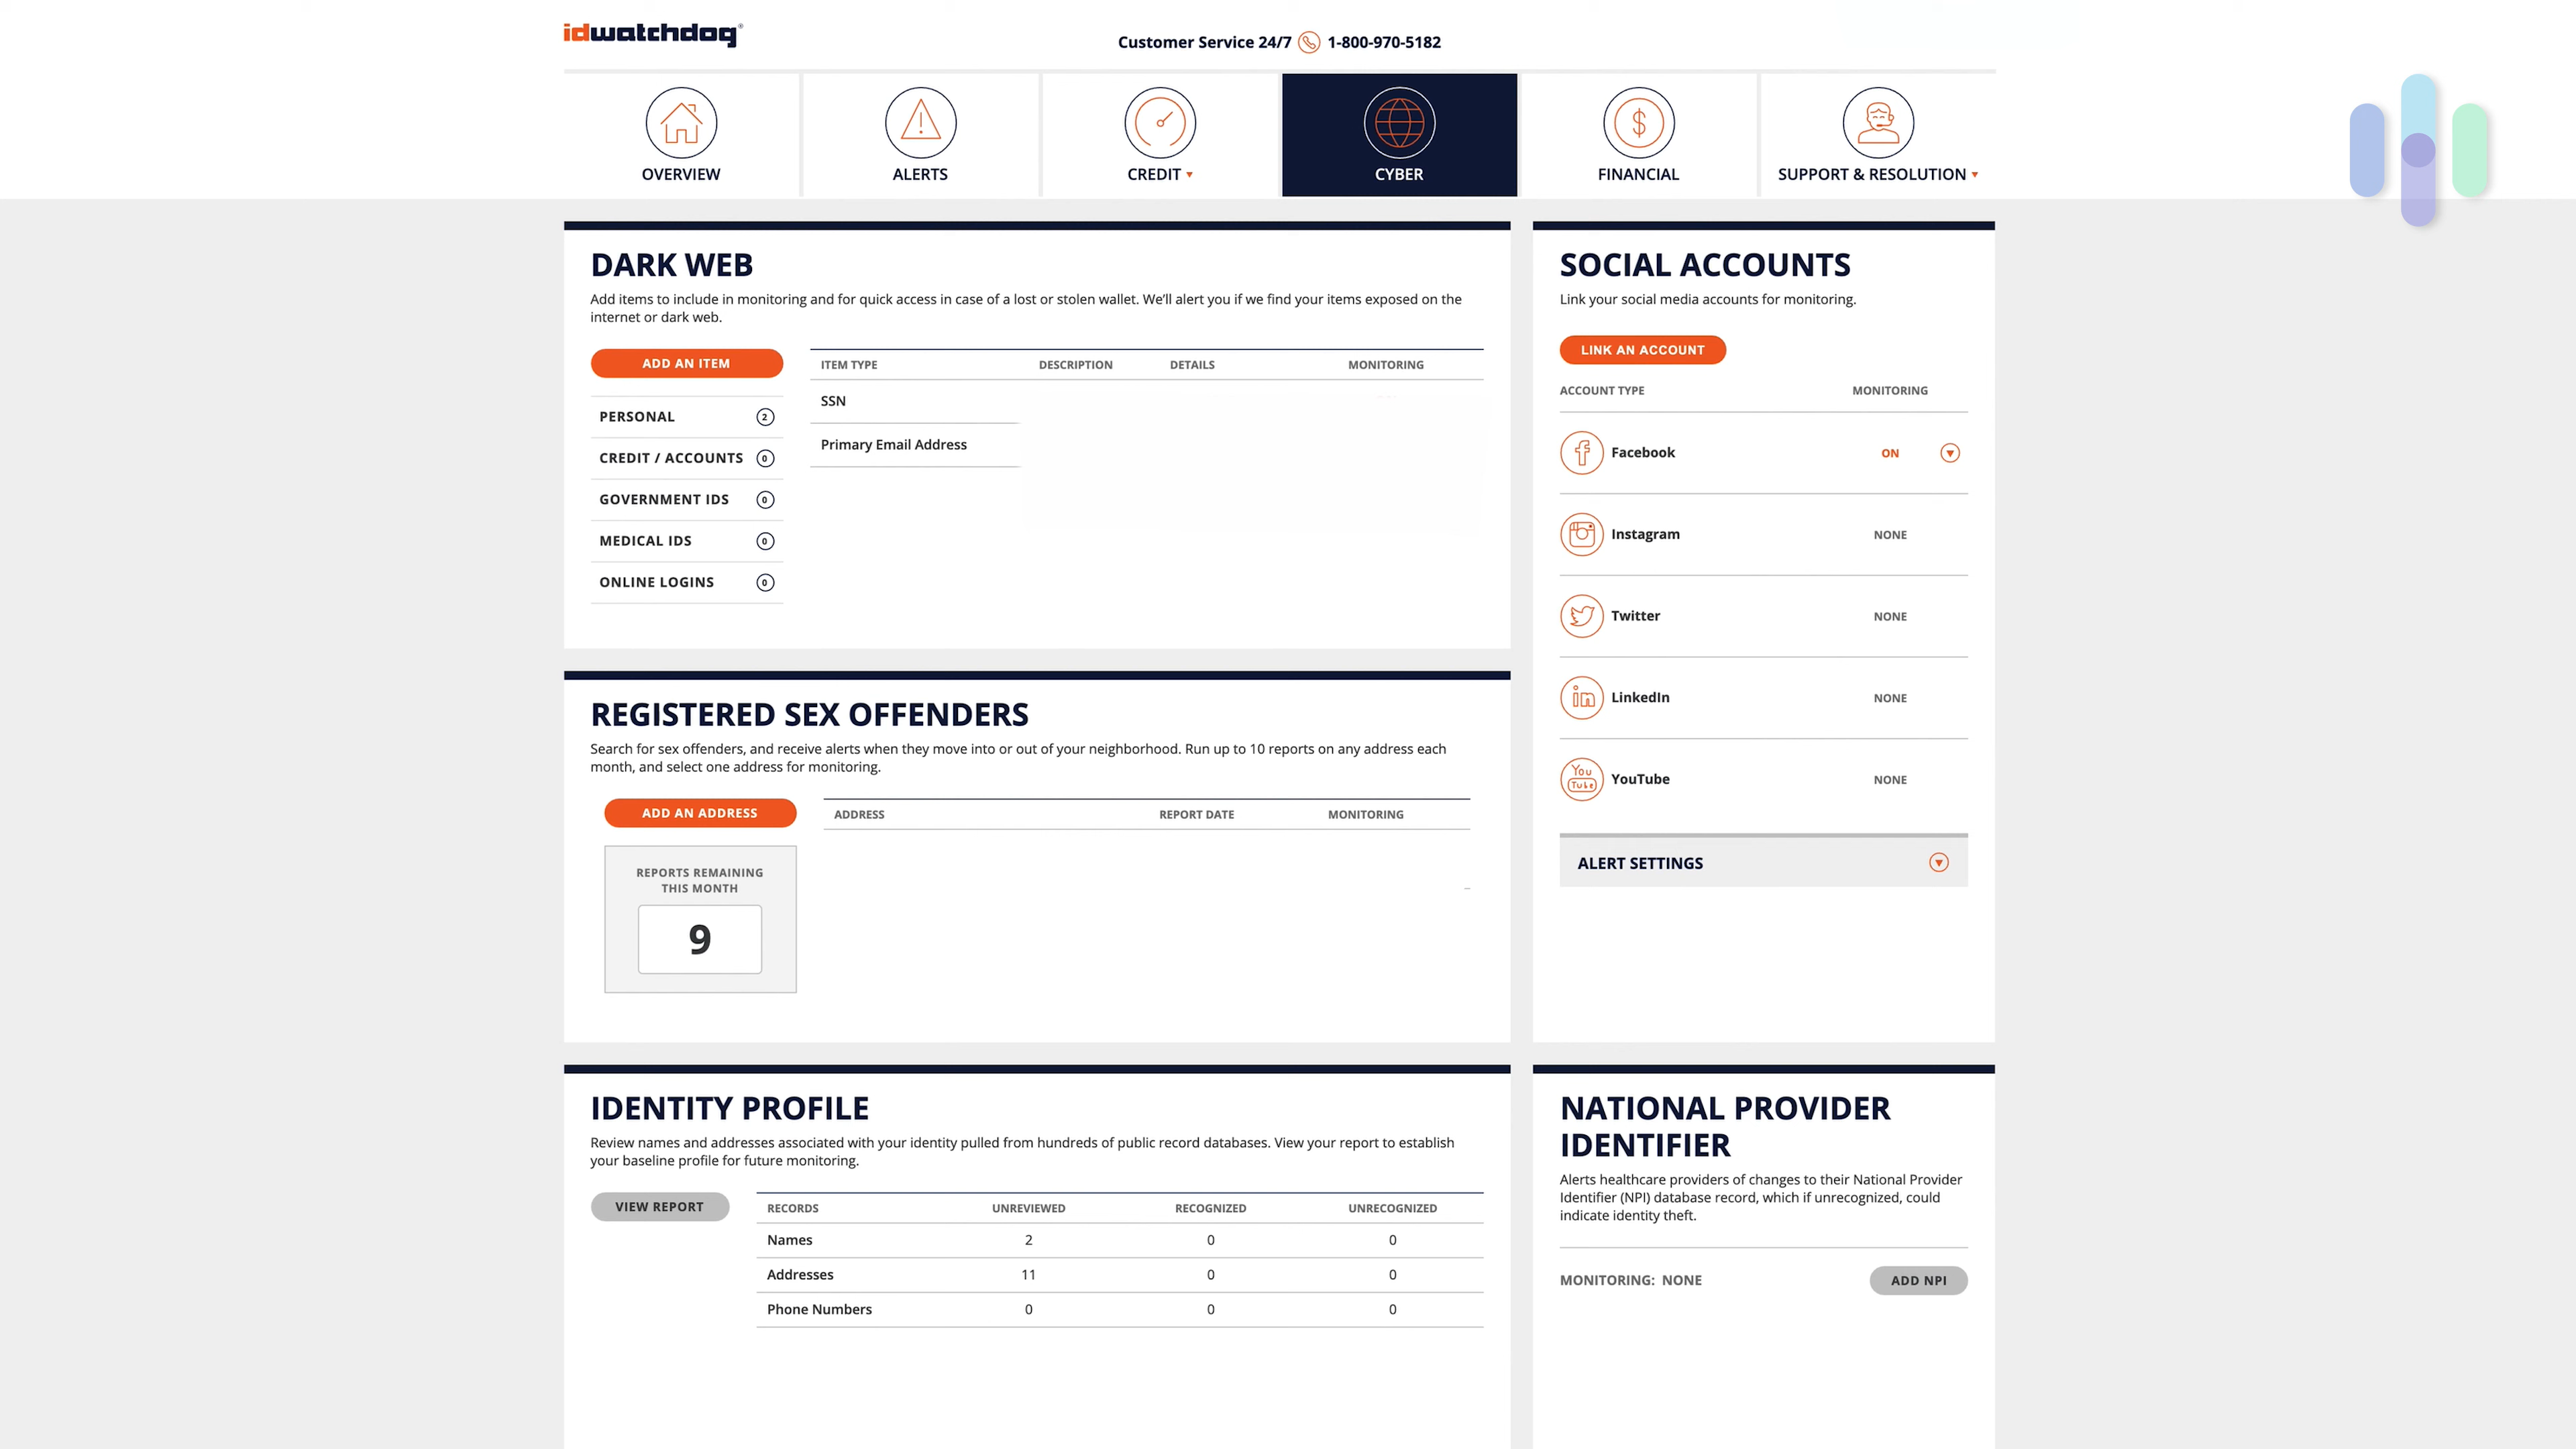 idwatchdog®
Customer Service 24/7 1-800-970-5182
OVERVIEW
ALERTS
CREDIT
CYBER
FINANCIAL
SUPPORT & RESOLUTION
DARK WEB
Add items to include in monitoring and for quick access in case of a lost or stolen wallet. We'll alert you if we find your items exposed on the
internet or dark web.
ADD AN ITEM
PERSONAL 2
CREDIT / ACCOUNTS 0
GOVERNMENT IDS 0
MEDICAL IDS 0
ONLINE LOGINS 0
ITEM TYPE DESCRIPTION DETAILS MONITORING
SSN
Primary Email Address
SOCIAL ACCOUNTS
Link your social media accounts for monitoring.
LINK AN ACCOUNT
ACCOUNT TYPE MONITORING
Facebook ON
Instagram NONE
Twitter NONE
LinkedIn NONE
You
Tube
YouTube NONE
ALERT SETTINGS
REGISTERED SEX OFFENDERS
Search for sex offenders, and receive alerts when they move into or out of your neighborhood. Run up to 10 reports on any address each
month, and select one address for monitoring.
ADD AN ADDRESS
REPORTS REMAINING
THIS MONTH
9
ADDRESS REPORT DATE MONITORING
IDENTITY PROFILE
Review names and addresses associated with your identity pulled from hundreds of public record databases. View your report to establish
your baseline profile for future monitoring.
VIEW REPORT
RECORDS UNREVIEWED RECOGNIZED UNRECOGNIZED
Names 2 0 0
Addresses 11 0 0
Phone Numbers 0 0 0
NATIONAL PROVIDER
IDENTIFIER
Alerts healthcare providers of changes to their National Provider
Identifier (NPI) database record, which if unrecognized, could
indicate identity theft.
MONITORING: NONE ADD NPI